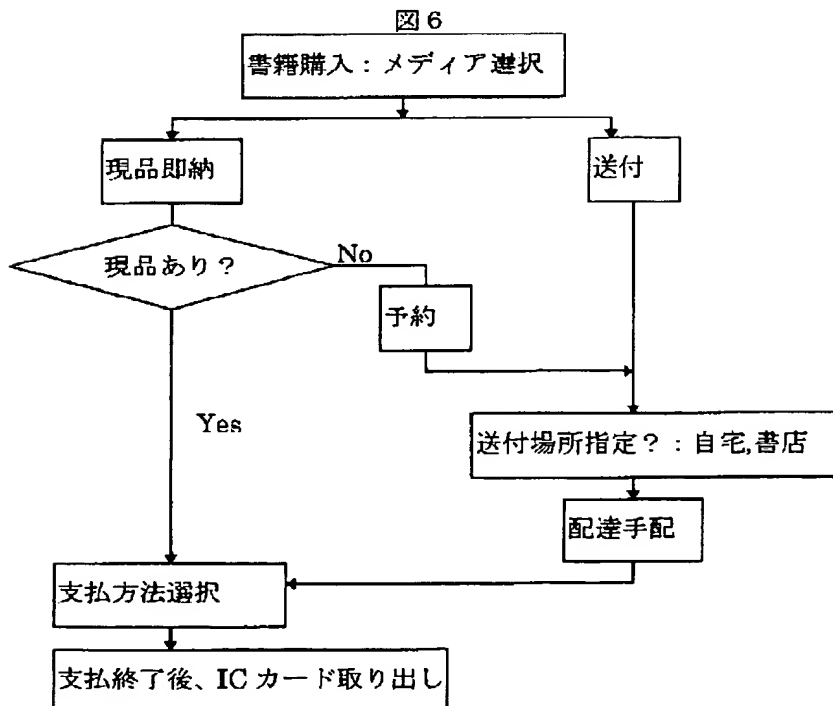 図6
書籍購入：メディア選択
現品即納
送付
現品あり？
No
予約
Yes
送付場所指定？：自宅,書店
配達手配
支払方法選択
支払終了後、ICカード取り出し